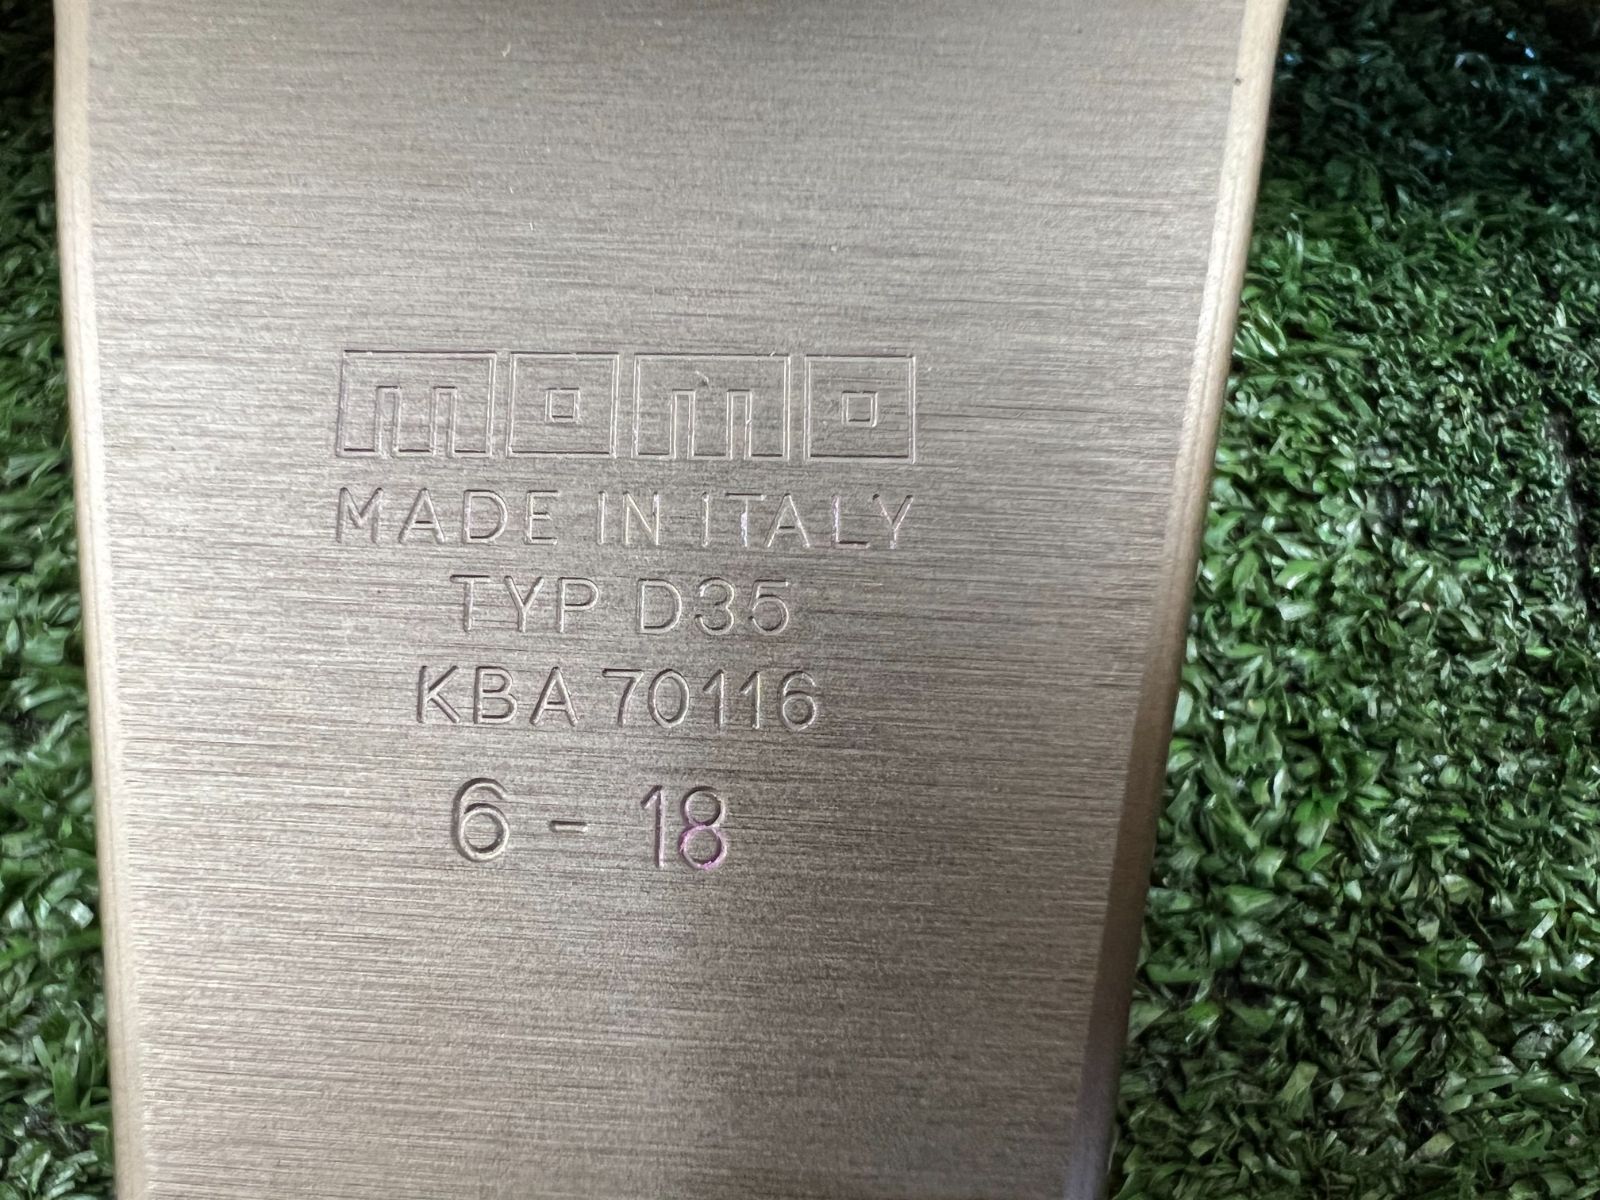 momo
MADE IN ITALY
TYP D35
KBA 70116
6 - 18